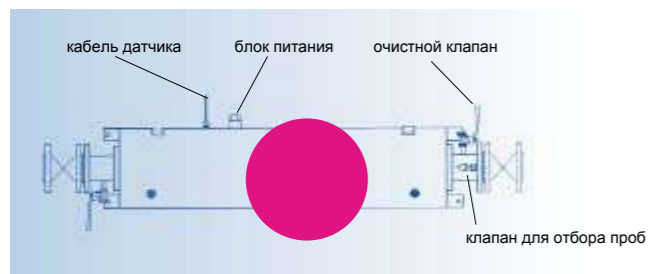 кабель датчика
блок питания
очистной клапан
клапан для отбора проб